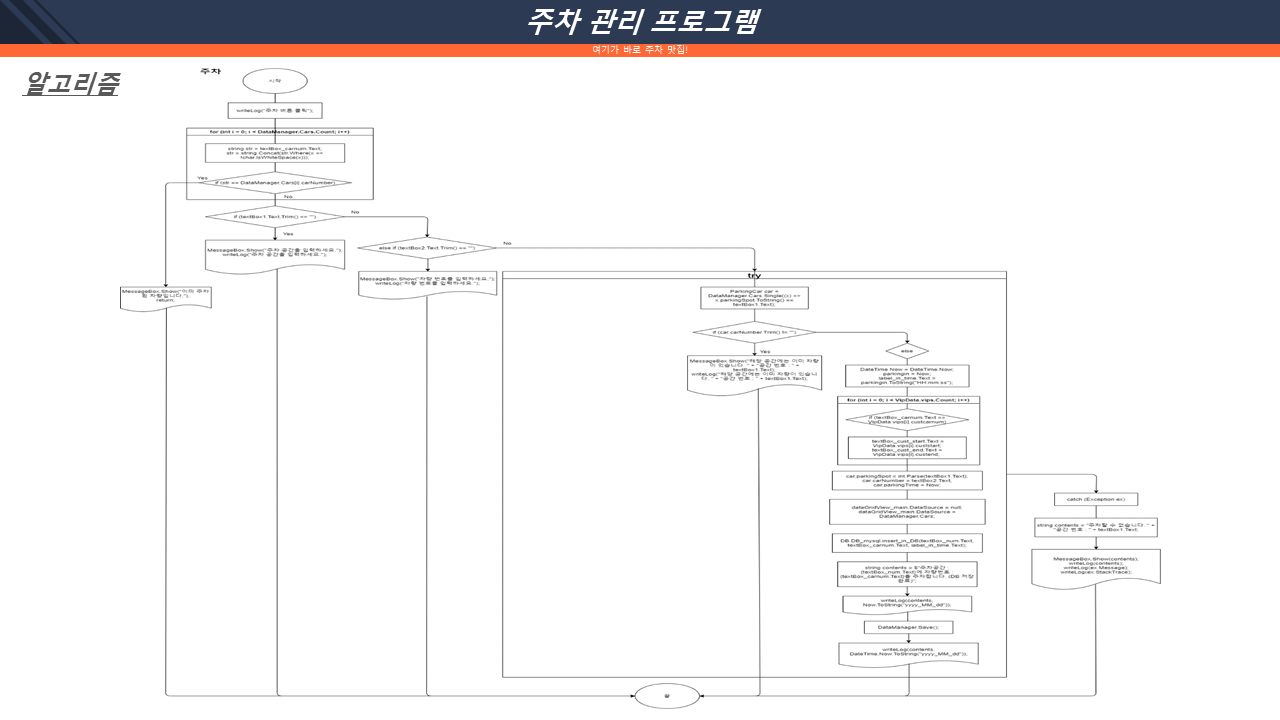 주차 관리 프로그램
여기가 바로 주차 맛집!
알고리즘
주차
시작
writeLog("주차 버튼 클릭");
for (int i = 0; i < DataManager.Cars.Count; i++)
string str = textBox_carnum.Text;
str = string.Concat(str.Where(x =>
!char.IsWhiteSpace(x)));
Yes
if (str == DataManager.Cars[i].carNumber)
No
if (textBox1.Text.Trim() == "")
No
Yes
MessageBox.Show("주차 공간을 입력하세요.");
writeLog("주차 공간을 입력하세요.");
else if (textBox2.Text.Trim() == "")
No
MessageBox.Show("차량 번호를 입력하세요.");
writeLog("차량 번호를 입력하세요.");
MessageBox.Show("이미 주차
된 차량입니다.");
return;
try
ParkingCar car =
DataManager.Cars.Single((x) =>
x.parkingSpot.ToString() ==
textBox1.Text);
if (car.carNumber.Trim() != "")
Yes
else
MessageBox.Show("해당 공간에는 이미 차량
이 있습니다. " + "공간 번호 : " +
textBox1.Text);
writeLog("해당 공간에는 이미 차량이 있습니
다. " + "공간 번호 : " + textBox1.Text);
DateTime Now = DateTime.Now;
parkingin = Now;
label_in_time.Text =
parkingin.ToString("HH:mm:ss");
for (int i = 0; i < VipData.vips.Count; i++)
if (textBox_carnum.Text ==
VipData.vips[i].custcarnum)
textBox_cust_start.Text =
VipData.vips[i].custstart;
textBox_cust_end.Text =
VipData.vips[i].custend;
car.parkingSpot = int.Parse(textBox1.Text);
car.carNumber = textBox2.Text;
car.parkingTime = Now;
dataGridView_main.DataSource = null;
dataGridView_main.DataSource =
DataManager.Cars;
DB.DB_mysql.insert_in_DB(textBox_num.Text,
textBox_carnum.Text, label_in_time.Text);
string contents = $"주차공간 :
{textBox_num.Text}에 차량번호 :
{textBox_carnum.Text}를 주차합니다. (DB 저장
완료)";
writeLog(contents,
Now.ToString("yyyy_MM_dd"));
DataManager.Save();
writeLog(contents,
DateTime.Now.ToString("yyyy_MM_dd"));
catch (Exception ex)
string contents = "주차할 수 없습니다. " +
"공간 번호 : " + textBox1.Text;
MessageBox.Show(contents);
writeLog(contents);
writeLog(ex.Message);
writeLog(ex.StackTrace);
끝